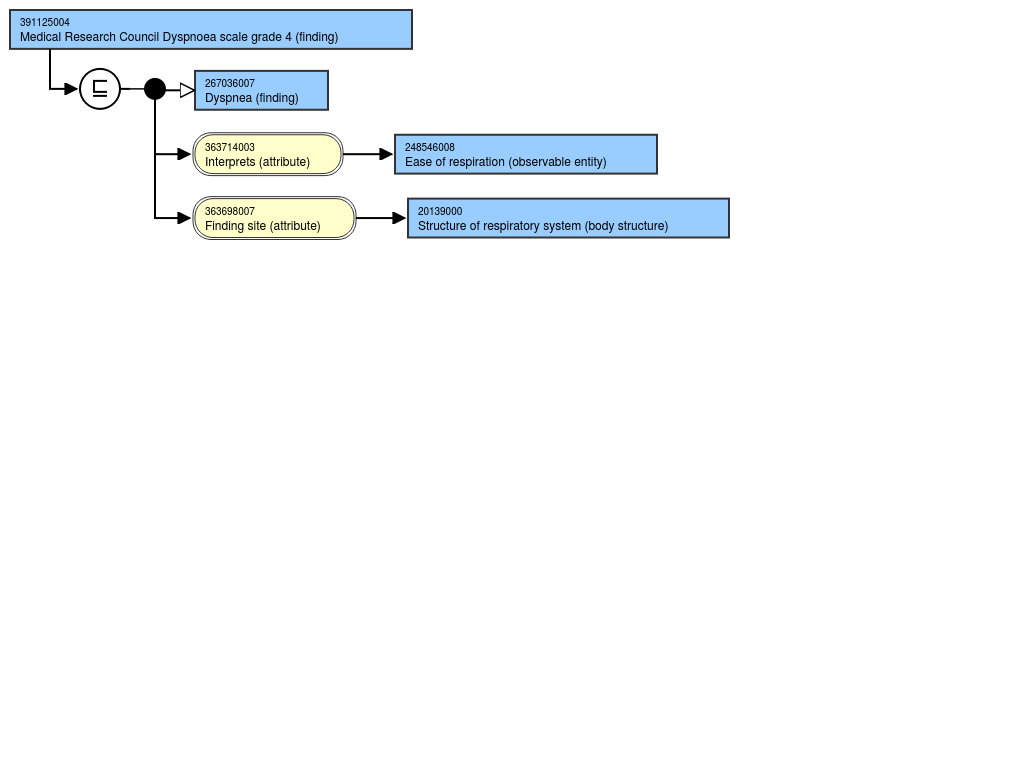 391125004
Medical Research Council Dyspnoea scale grade 4 (finding)
⊑
267036007
Dyspnea (finding)
363714003
Interprets (attribute)
248546008
Ease of respiration (observable entity)
363698007
Finding site (attribute)
20139000
Structure of respiratory system (body structure)